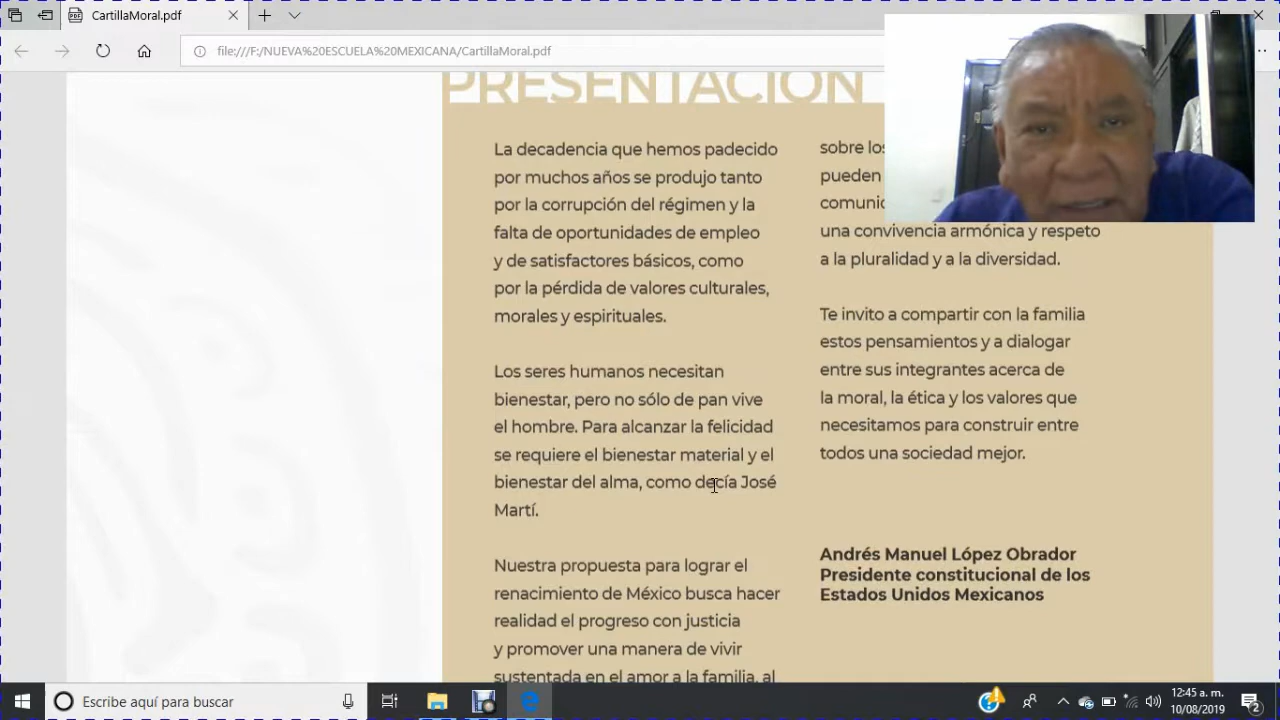 CartillaMoral.pdf
file:///F:/NUEVA%20ESCUELA%20MEXICANA/CartillaMoral.pdf
PRESENTACIÓN
La decadencia que hemos padecido
por muchos años se produjo tanto
por la corrupción del régimen y la
falta de oportunidades de empleo
y de satisfactores básicos, como
por la pérdida de valores culturales,
morales y espirituales.
Los seres humanos necesitan
bienestar, pero no sólo de pan vive
el hombre. Para alcanzar la felicidad
se requiere el bienestar material y el
bienestar del alma, como decía José
Martí.
Nuestra propuesta para lograr el
renacimiento de México busca hacer
realidad el progreso con justicia
y promover una manera de vivir
sustentada en el amor a la familia, al
sobre los
pueden
una convivencia armónica y respeto
a la pluralidad y a la diversidad.
Te invito a compartir con la familia
estos pensamientos y a dialogar
entre sus integrantes acerca de
la moral, la ética y los valores que
necesitamos para construir entre
todos una sociedad mejor.
Andrés Manuel López Obrador
Presidente constitucional de los
Estados Unidos Mexicanos
Escribe aquí para buscar
12:45 a. m.
10/08/2019
2